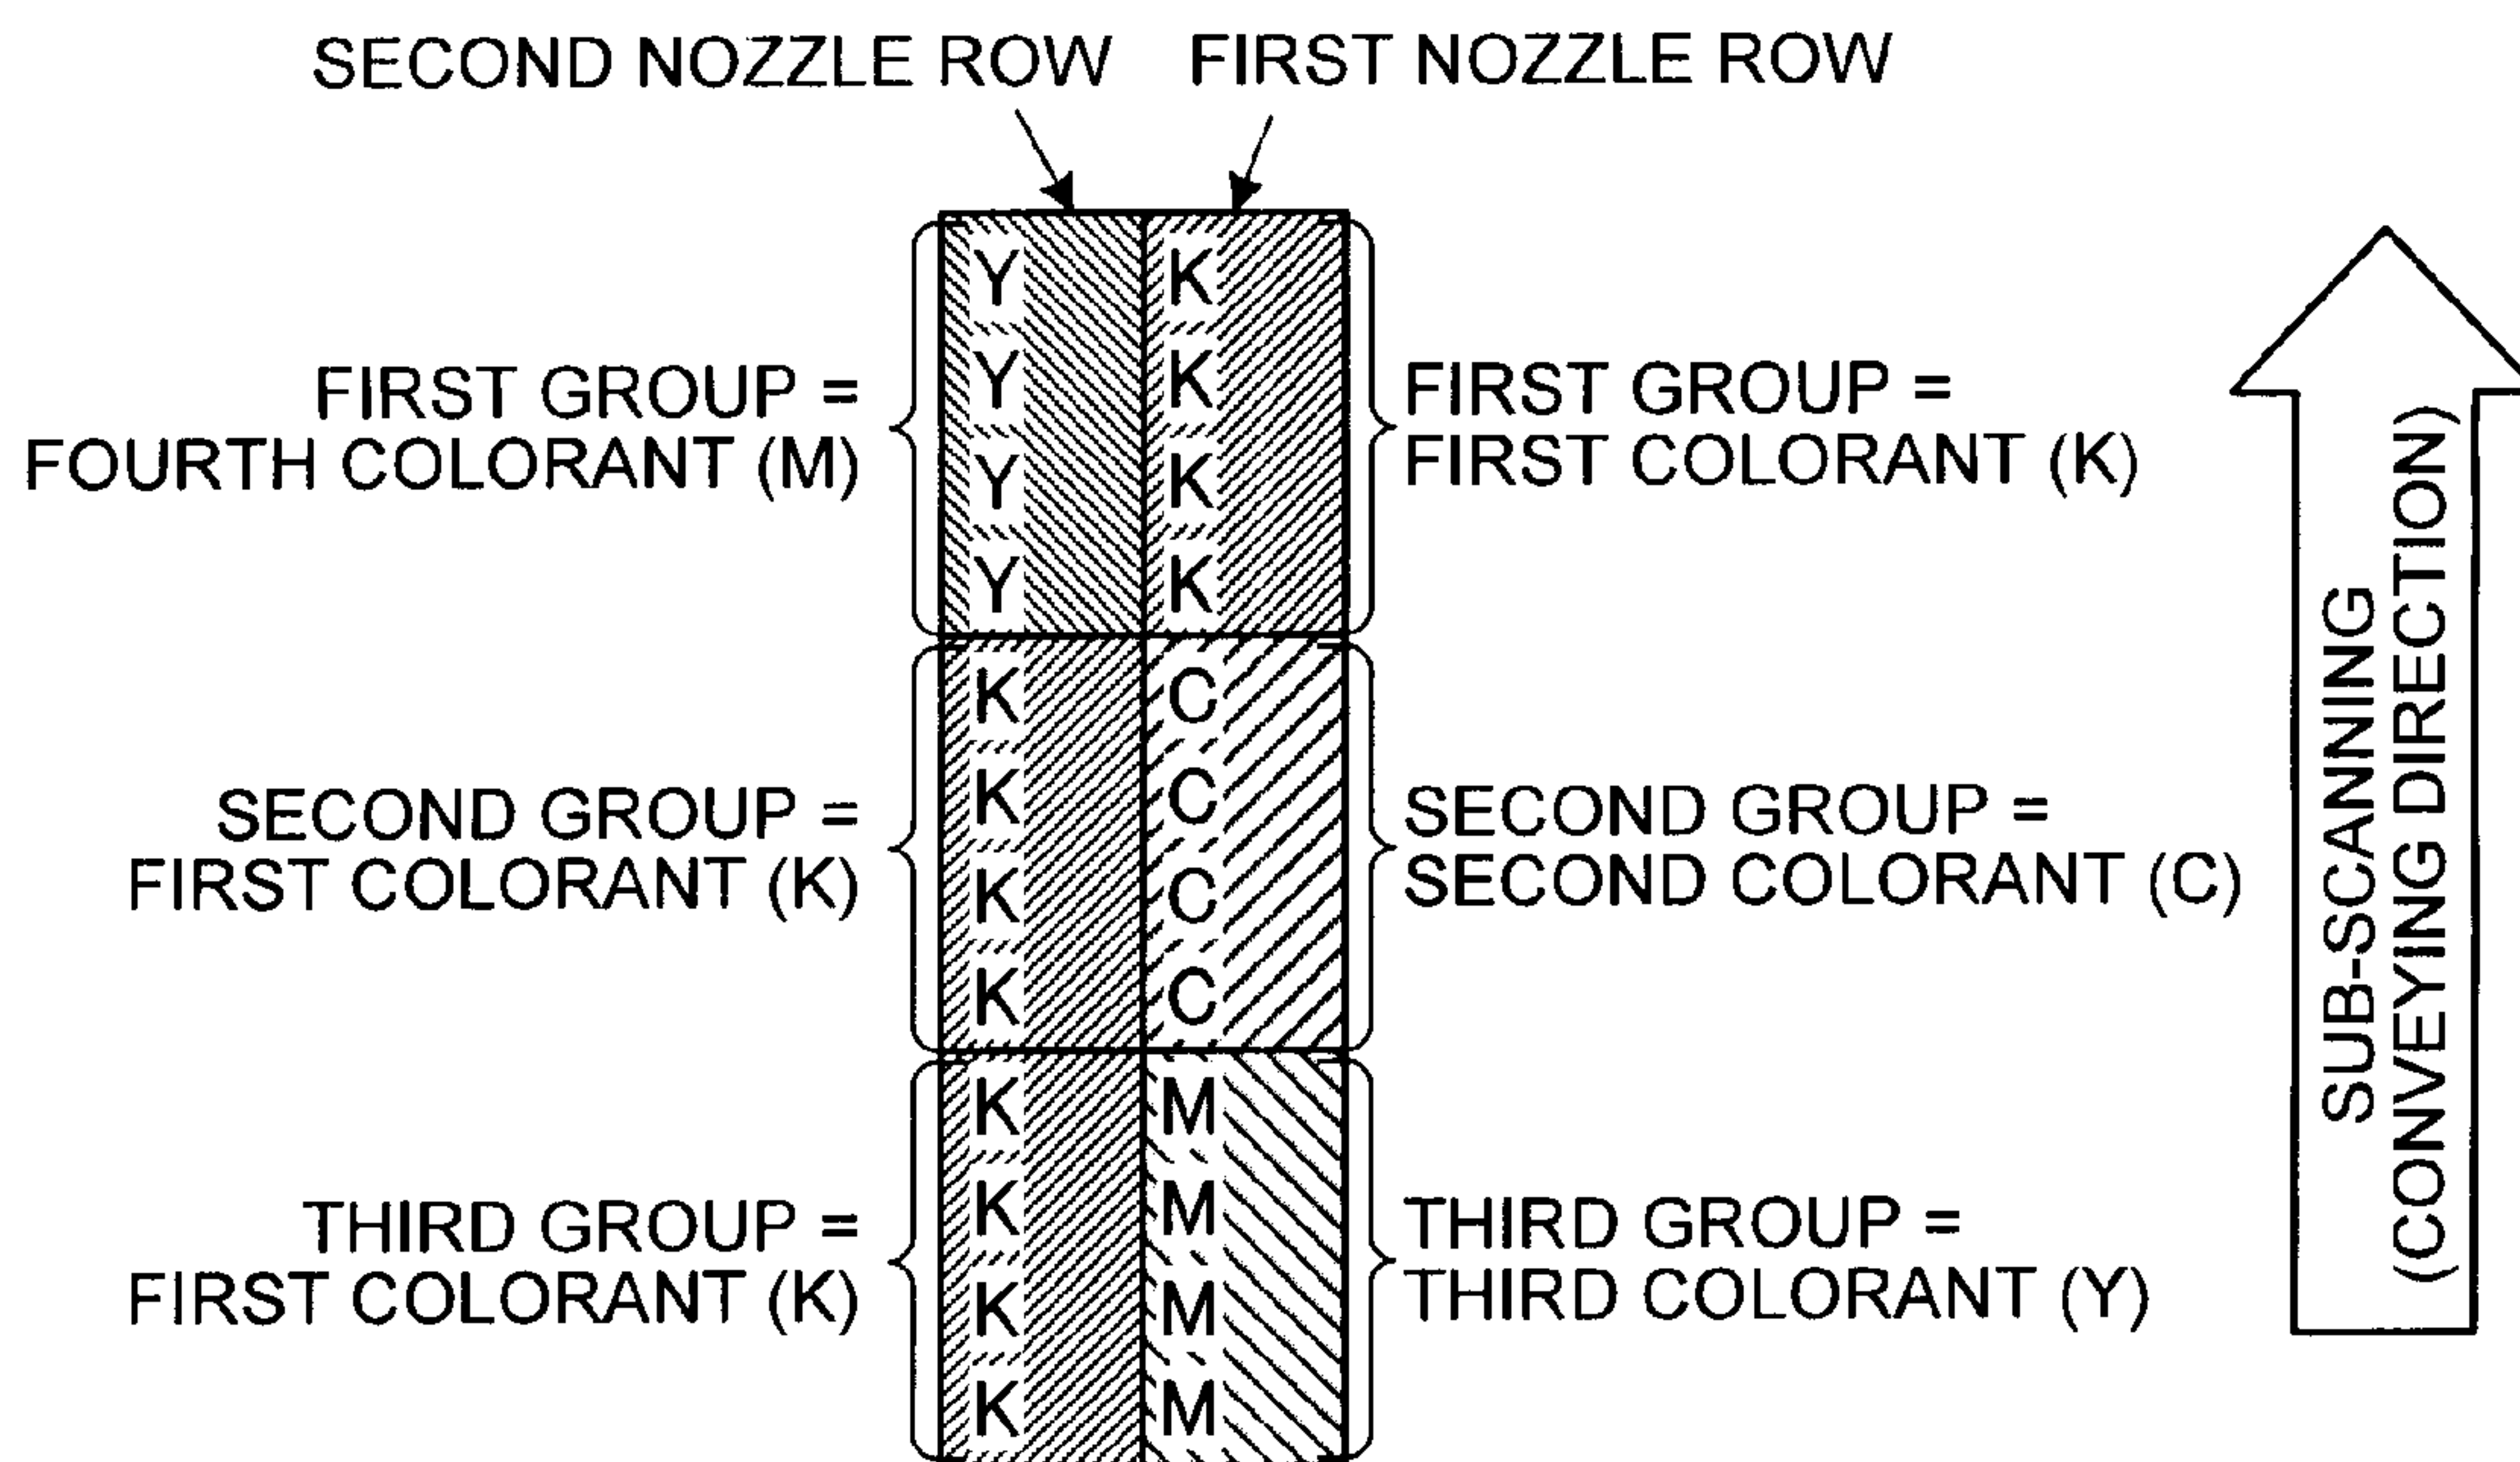 SECOND NOZZLE ROW FIRST NOZZLE ROW
Y K
Y K
FIRST GROUP =
FOURTH COLORANT (M)
FIRST GROUP =
FIRST COLORANT (K)
Y K
Y K
K C
K C
SECOND GROUP =
FIRST COLORANT (K)
SECOND GROUP =
SECOND COLORANT (C)
K C
K C
K M
K M
THIRD GROUP =
FIRST COLORANT (K)
THIRD GROUP =
THIRD COLORANT (Y)
K M
K M
SUB-SCANNING
(CONVEYING DIRECTION)